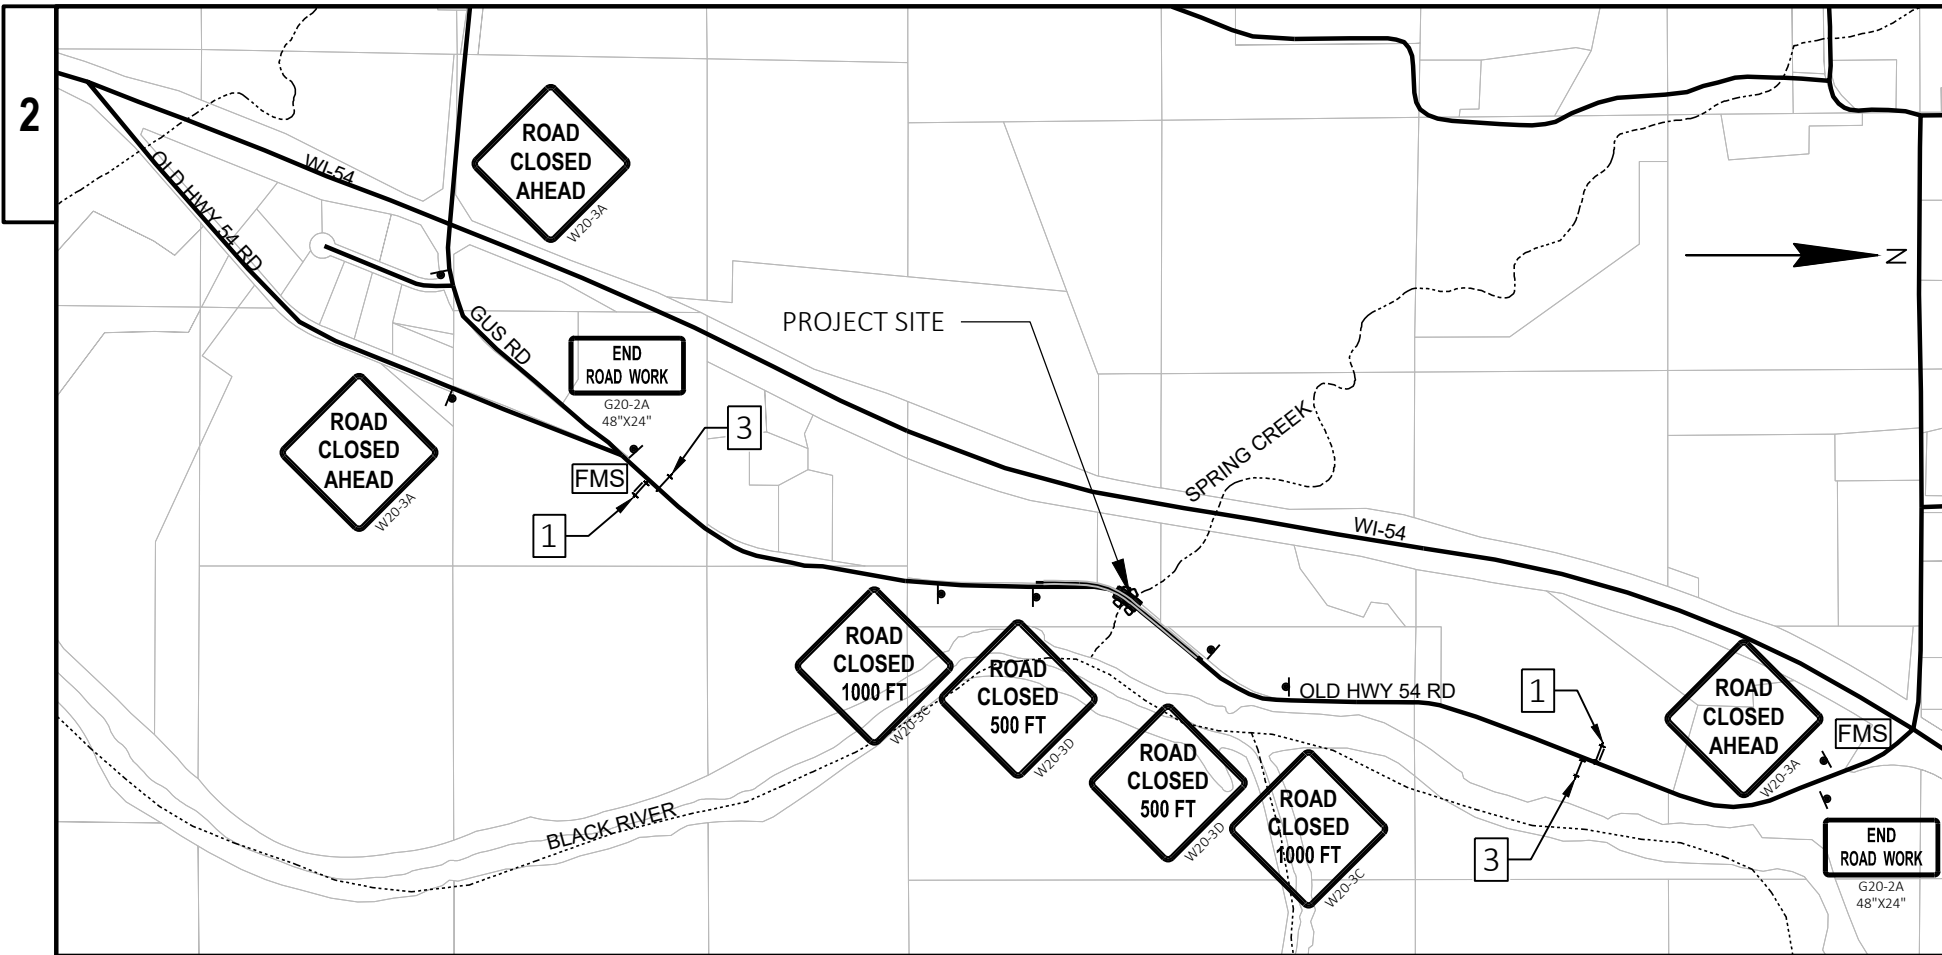 2
ROAD
CLOSED
AHEAD
W20-3A
WI-54
OLD HWY 54 RD
GUS RD
END
ROAD WORK
G20-2A
48"X24"
PROJECT SITE
N
3
FMS
1
ROAD
CLOSED
AHEAD
W20-3A
SPRING CREEK
WI-54
ROAD
CLOSED
1000 FT
W20-3C
ROAD
CLOSED
500 FT
W20-3D
ROAD
CLOSED
500 FT
W20-3D
ROAD
CLOSED
1000 FT
W20-3C
OLD HWY 54 RD
1
3
ROAD
CLOSED
AHEAD
W20-3A
FMS
END
ROAD WORK
G20-2A
48"X24"
BLACK RIVER